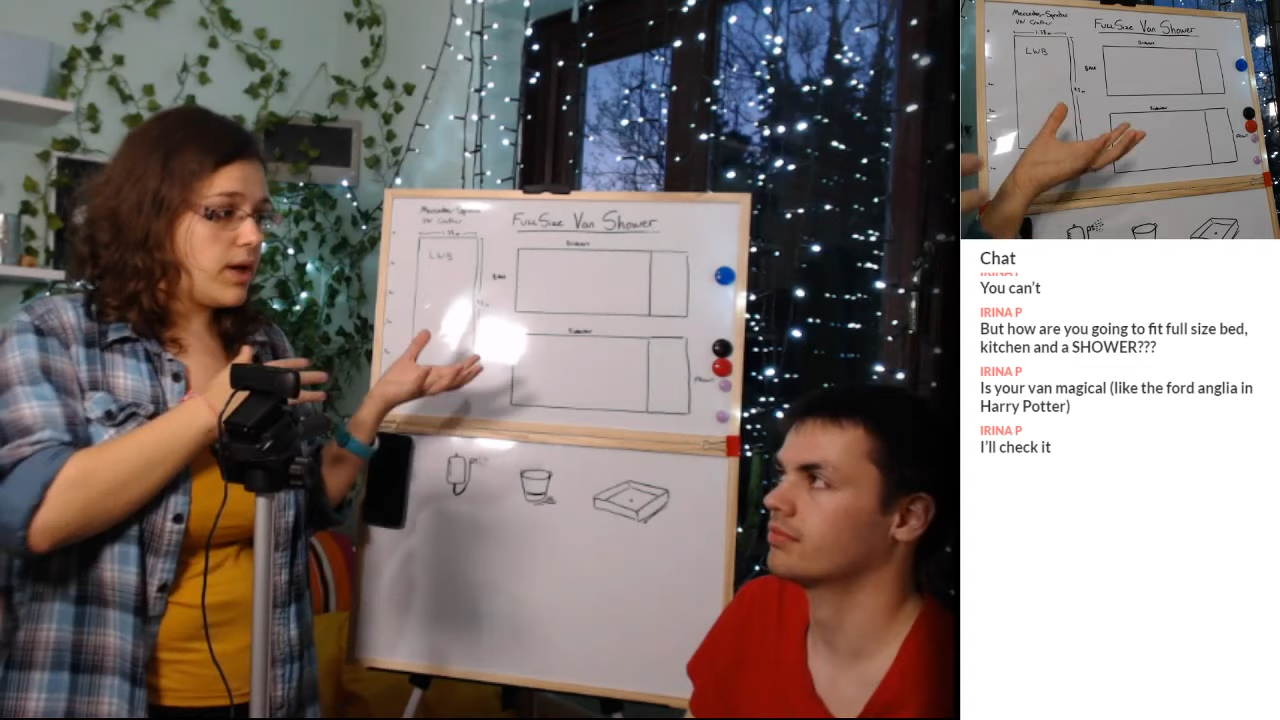 Mercedes-Sprinter
VW Crafter
Full Size Van Shower
LWB
Mercedes-Sprinter
VW Crafter
Full Size Van Shower
LWB
Chat
IRINA P
You can't
IRINA P
But how are you going to fit full size bed,
kitchen and a SHOWER???
IRINA P
Is your van magical (like the ford anglia in
Harry Potter)
IRINA P
I'll check it